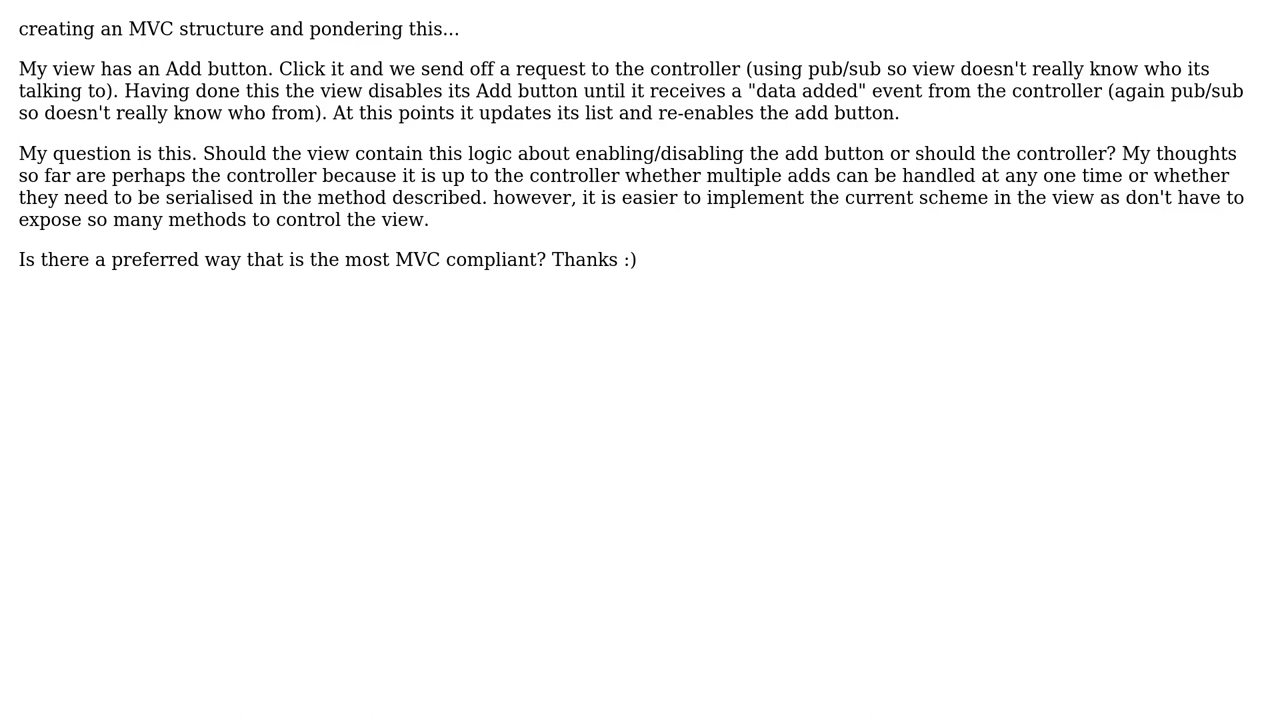 creating an MVC structure and pondering this...
My view has an Add button. Click it and we send off a request to the controller (using pub/sub so view doesn't really know who its
talking to). Having done this the view disables its Add button until it receives a "data added" event from the controller (again pub/sub
so doesn't really know who from). At this points it updates its list and re-enables the add button.
My question is this. Should the view contain this logic about enabling/disabling the add button or should the controller? My thoughts
so far are perhaps the controller because it is up to the controller whether multiple adds can be handled at any one time or whether
they need to be serialised in the method described. however, it is easier to implement the current scheme in the view as don't have to
expose so many methods to control the view.
Is there a preferred way that is the most MVC compliant? Thanks :)